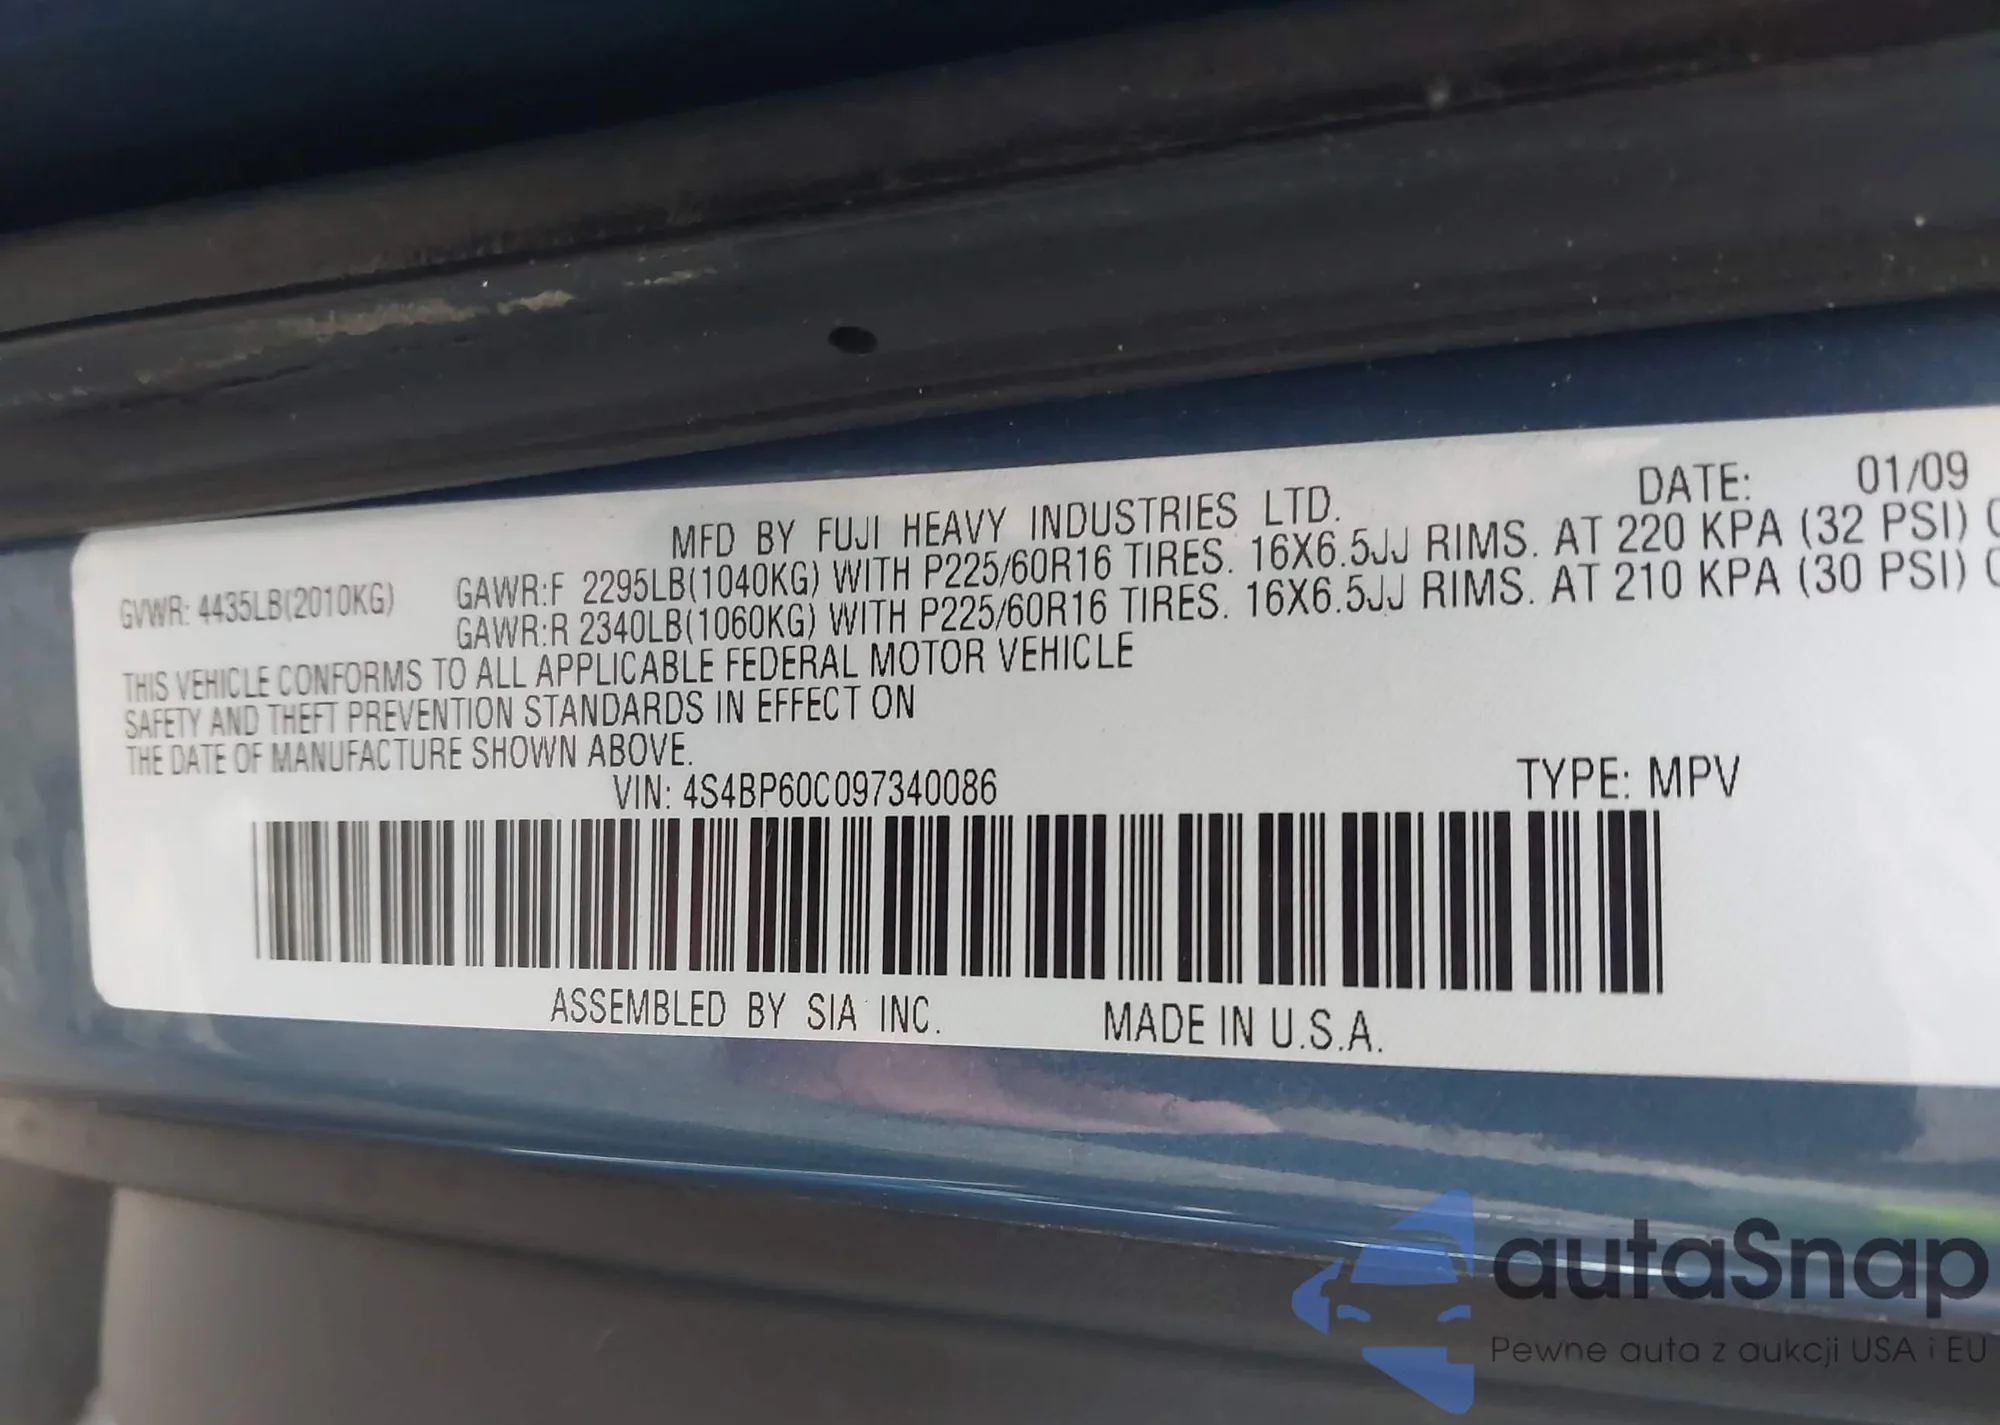 MFD BY FUJI HEAVY INDUSTRIES LTD. DATE: 01/09
GVWR: 4435LB(2010KG) GAWR:F 2295LB(1040KG) WITH P225/60R16 TIRES. 16X6.5JJ RIMS. AT 220 KPA (32 PSI)
GAWR:R 2340LB(1060KG) WITH P225/60R16 TIRES. 16X6.5JJ RIMS. AT 210 KPA (30 PSI)
THIS VEHICLE CONFORMS TO ALL APPLICABLE FEDERAL MOTOR VEHICLE
SAFETY AND THEFT PREVENTION STANDARDS IN EFFECT ON
THE DATE OF MANUFACTURE SHOWN ABOVE.
VIN: 4S4BP60C097340086 TYPE: MPV
ASSEMBLED BY SIA INC. MADE IN U.S.A.
autaSnap
Pewne auta z aukcji USA i EU